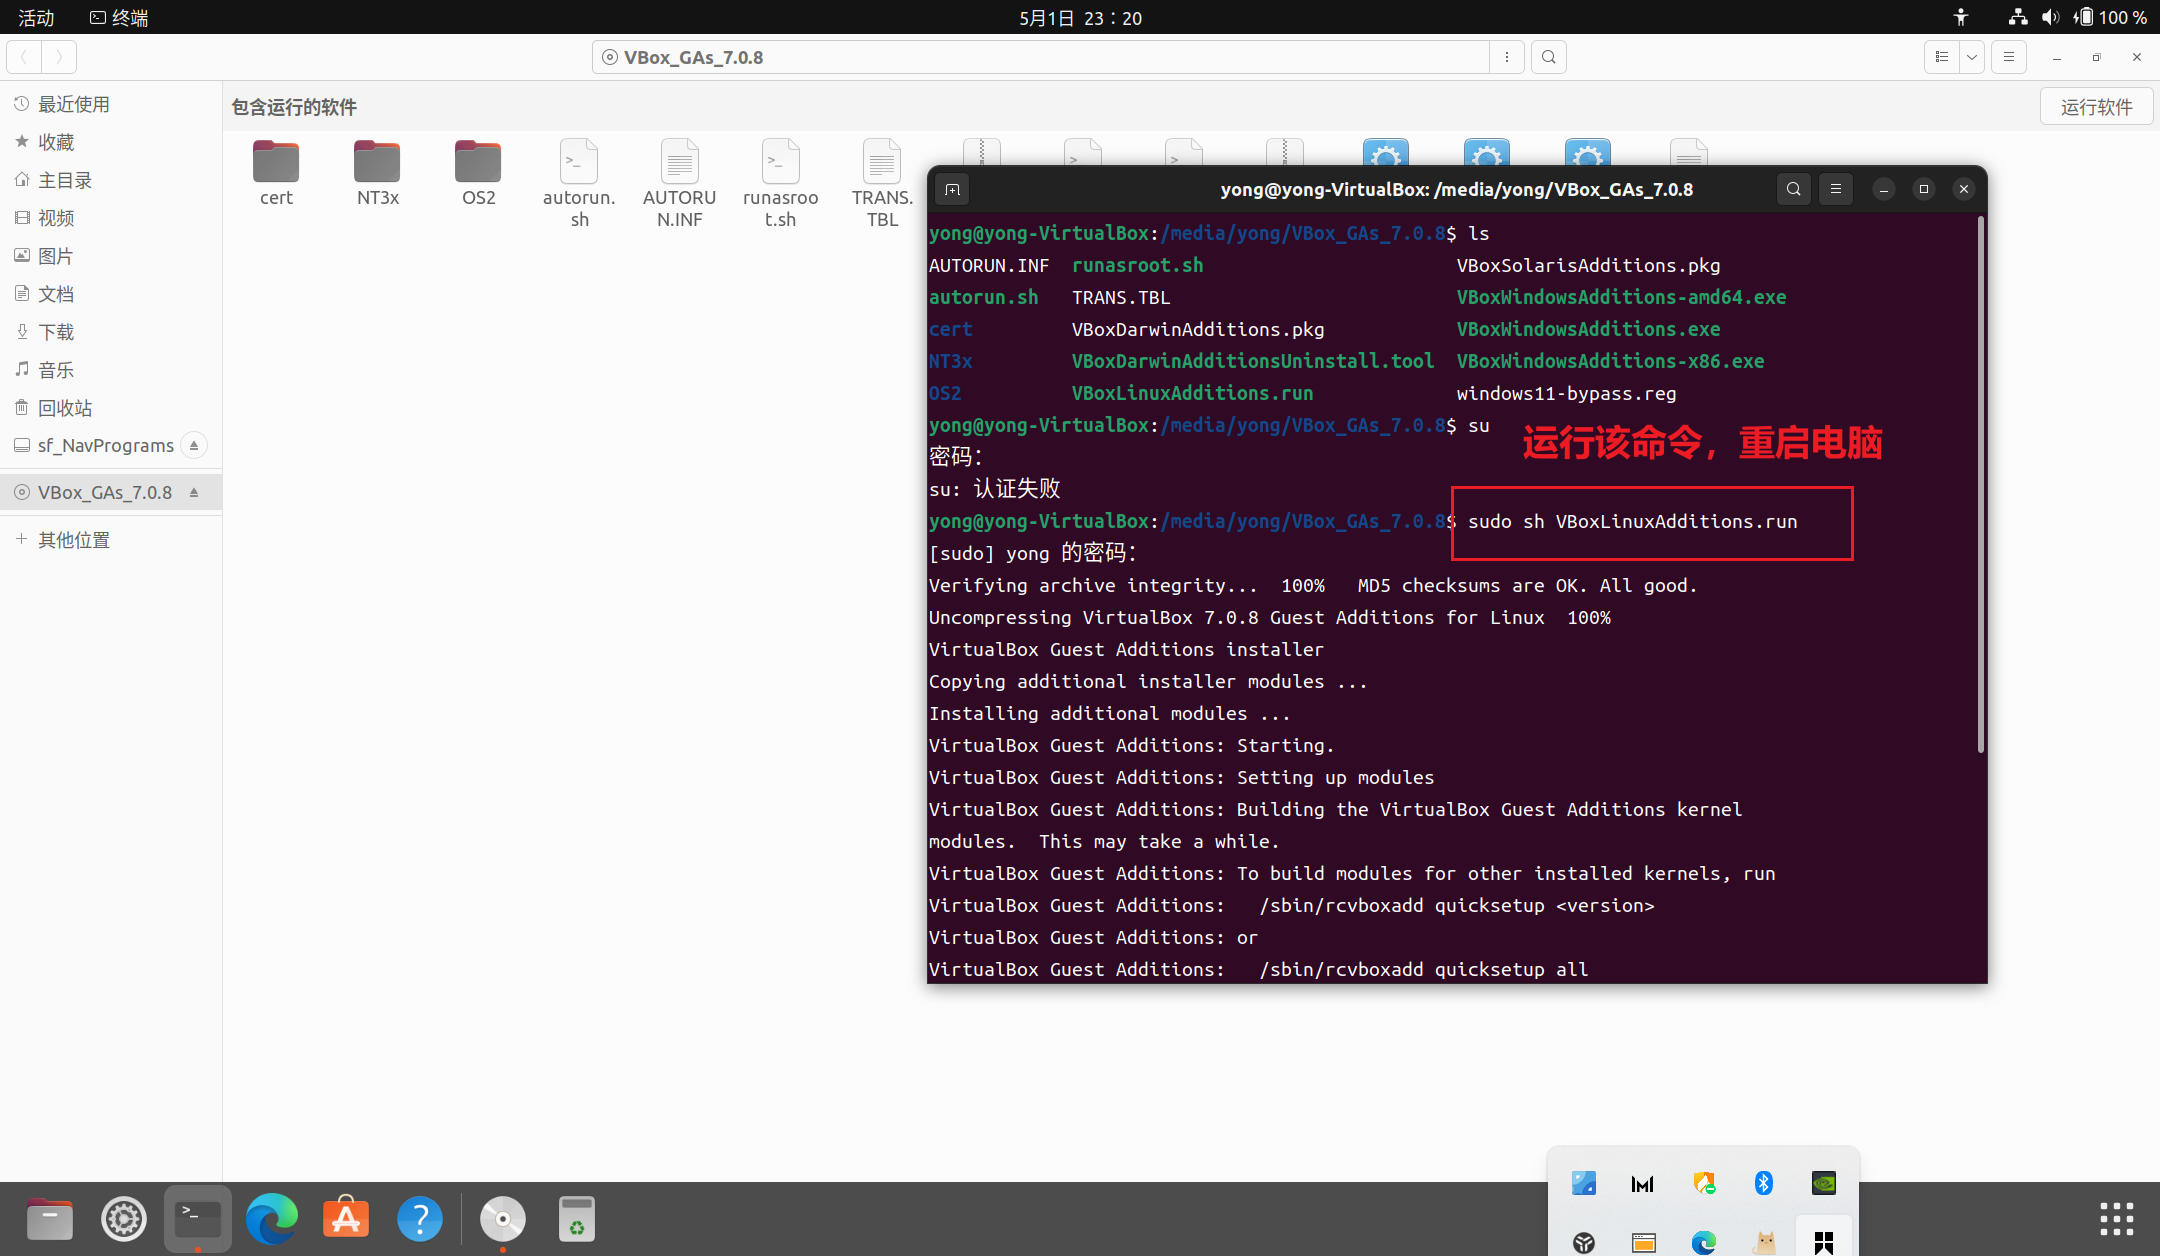 活动 终端 5月1日 23：20 100 %
VBox_GAs_7.0.8
最近使用
收藏
主目录
视频
图片
文档
下载
音乐
回收站
sf_NavPrograms
VBox_GAs_7.0.8
其他位置
包含运行的软件 运行软件
cert
NT3x
OS2
autorun.
sh
AUTORU
N.INF
runasroo
t.sh
TRANS.
TBL
yong@yong-VirtualBox: /media/yong/VBox_GAs_7.0.8
yong@yong-VirtualBox:/media/yong/VBox_GAs_7.0.8$ ls
AUTORUN.INF runasroot.sh VBoxSolarisAdditions.pkg
autorun.sh TRANS.TBL VBoxWindowsAdditions-amd64.exe
cert VBoxDarwinAdditions.pkg VBoxWindowsAdditions.exe
NT3x VBoxDarwinAdditionsUninstall.tool VBoxWindowsAdditions-x86.exe
OS2 VBoxLinuxAdditions.run windows11-bypass.reg
yong@yong-VirtualBox:/media/yong/VBox_GAs_7.0.8$ su
运行该命令，重启电脑
密码：
su: 认证失败
yong@yong-VirtualBox:/media/yong/VBox_GAs_7.0.8$ sudo sh VBoxLinuxAdditions.run
[sudo] yong 的密码：
Verifying archive integrity... 100% MD5 checksums are OK. All good.
Uncompressing VirtualBox 7.0.8 Guest Additions for Linux 100%
VirtualBox Guest Additions installer
Copying additional installer modules ...
Installing additional modules ...
VirtualBox Guest Additions: Starting.
VirtualBox Guest Additions: Setting up modules
VirtualBox Guest Additions: Building the VirtualBox Guest Additions kernel
modules. This may take a while.
VirtualBox Guest Additions: To build modules for other installed kernels, run
VirtualBox Guest Additions: /sbin/rcvboxadd quicksetup <version>
VirtualBox Guest Additions: or
VirtualBox Guest Additions: /sbin/rcvboxadd quicksetup all